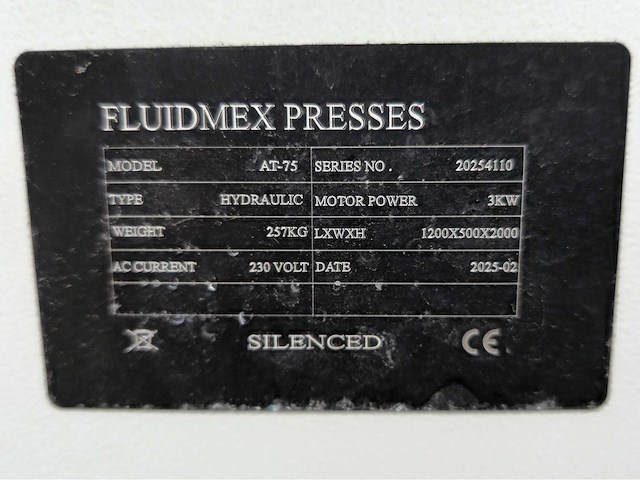 FLUIDMEX PRESSES
MODEL AT-75 SERIES NO. 20254110
TYPE HYDRAULIC MOTOR POWER 3KW
WEIGHT 257KG LXWXH 1200X500X2000
AC CURRENT 230 VOLT DATE 2025-02
SILENCED CE